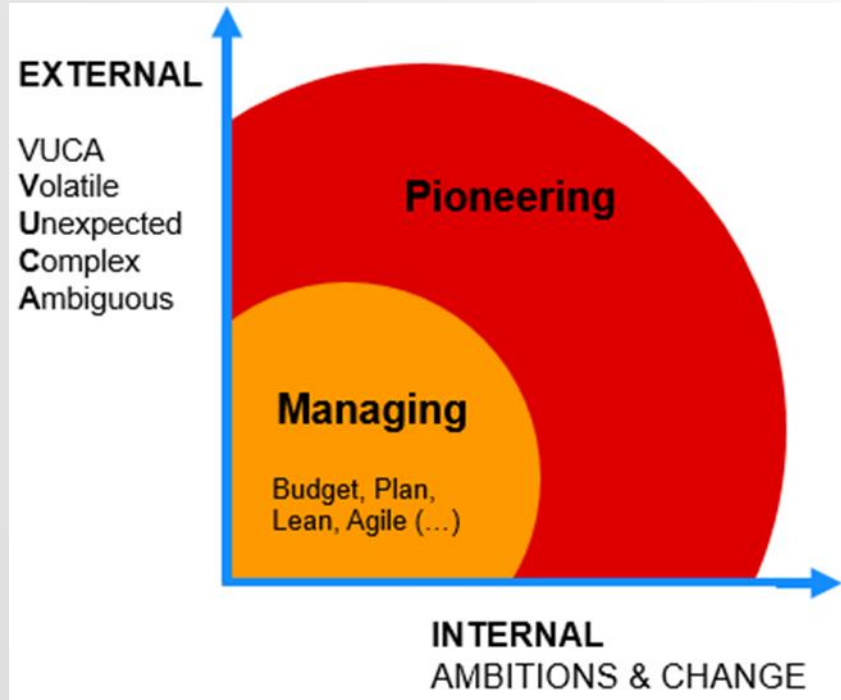 EXTERNAL
VUCA
Volatile
Unexpected
Complex
Ambiguous
Pioneering
Managing
Budget, Plan,
Lean, Agile (...)
INTERNAL
AMBITIONS & CHANGE